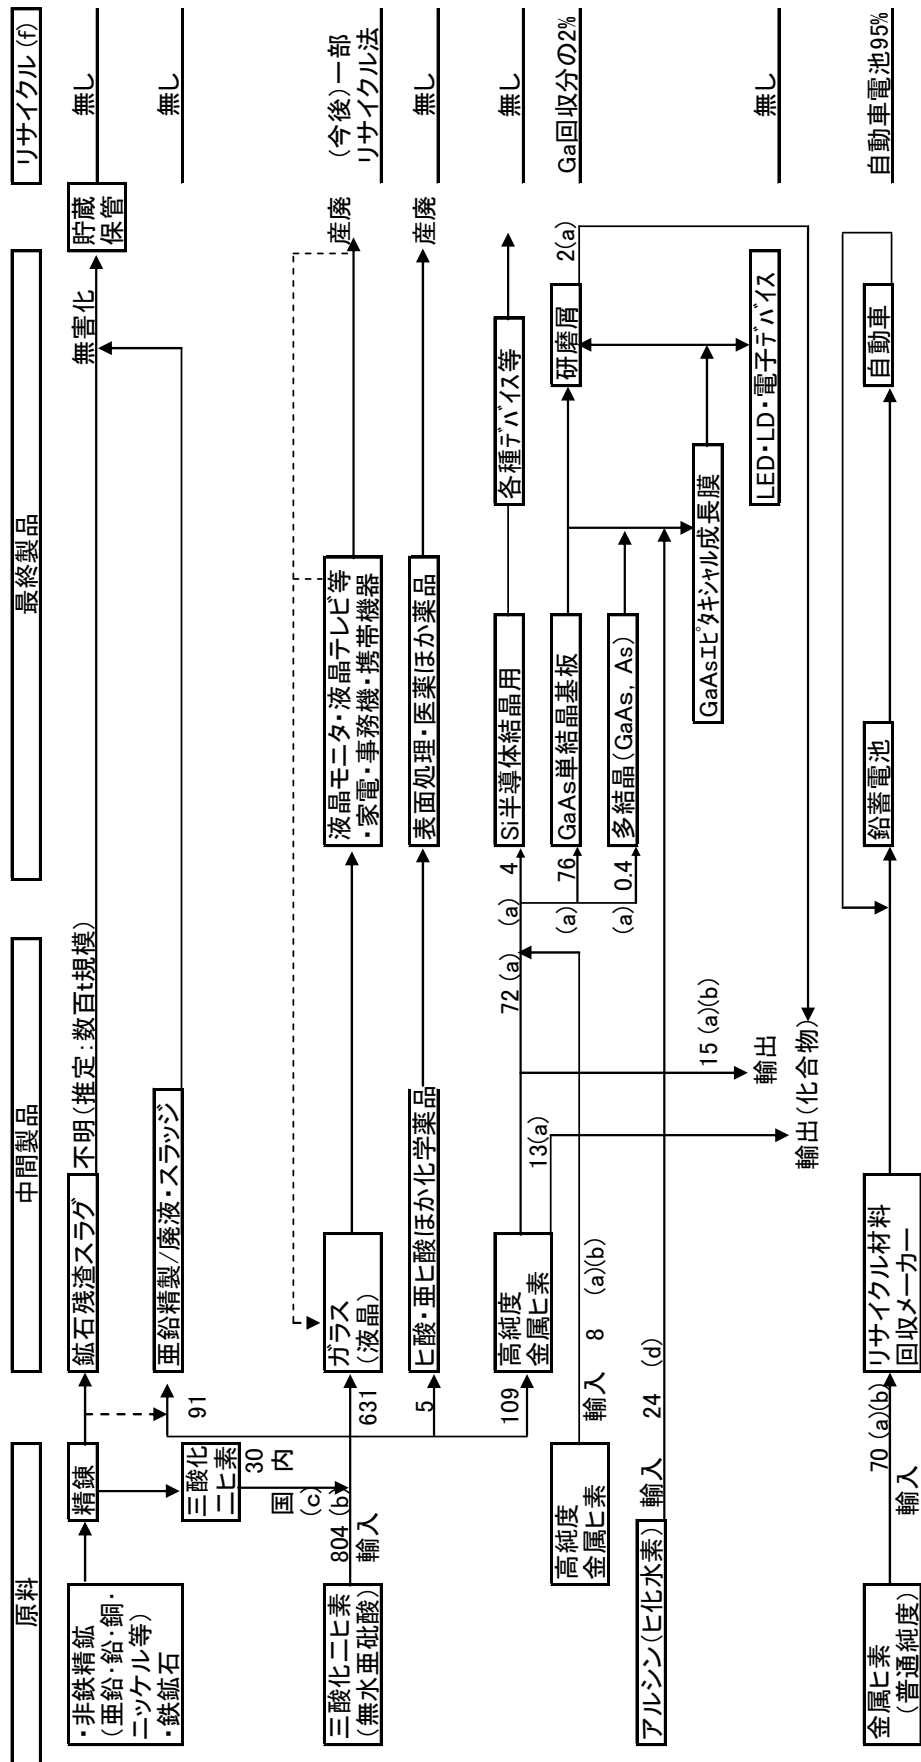 原料
中間製品
最終製品
リサイクル (f)
・非鉄精鉱
(亜鉛・鉛・銅・
ニッケル等)
・鉄鉱石
精錬
鉱石残渣スラグ
不明(推定:数百t規模)
無害化
貯蔵
保管
無し
91
亜鉛精製/廃液・スラッジ
無し
三酸化
二ヒ素
30
国内
(c)
三酸化二ヒ素
(無水亜砒酸)
804 (b)
輸入
631
ガラス
(液晶)
液晶モニタ・液晶テレビ等
・家電・事務機・携帯機器
産廃
(今後)一部
リサイクル法
5
ヒ酸・亜ヒ酸ほか化学薬品
表面処理・医薬ほか薬品
産廃
無し
109
高純度
金属ヒ素
13(a)
72 (a)
(a)
4
Si半導体結晶用
各種デバイス等
無し
高純度
金属ヒ素
輸入
8
(a)(b)
(a)
76
GaAs単結晶基板
研磨屑
2(a)
Ga回収分の2%
(a)
0.4
多結晶(GaAs, As)
アルシン(ヒ化水素)
輸入
24
(d)
15 (a)(b)
GaAsエピタキシャル成長膜
輸出
LED・LD・電子デバイス
無し
輸出(化合物)
金属ヒ素
(普通純度)
70 (a)(b)
輸入
リサイクル材料
回収メーカー
鉛蓄電池
自動車
自動車電池95%